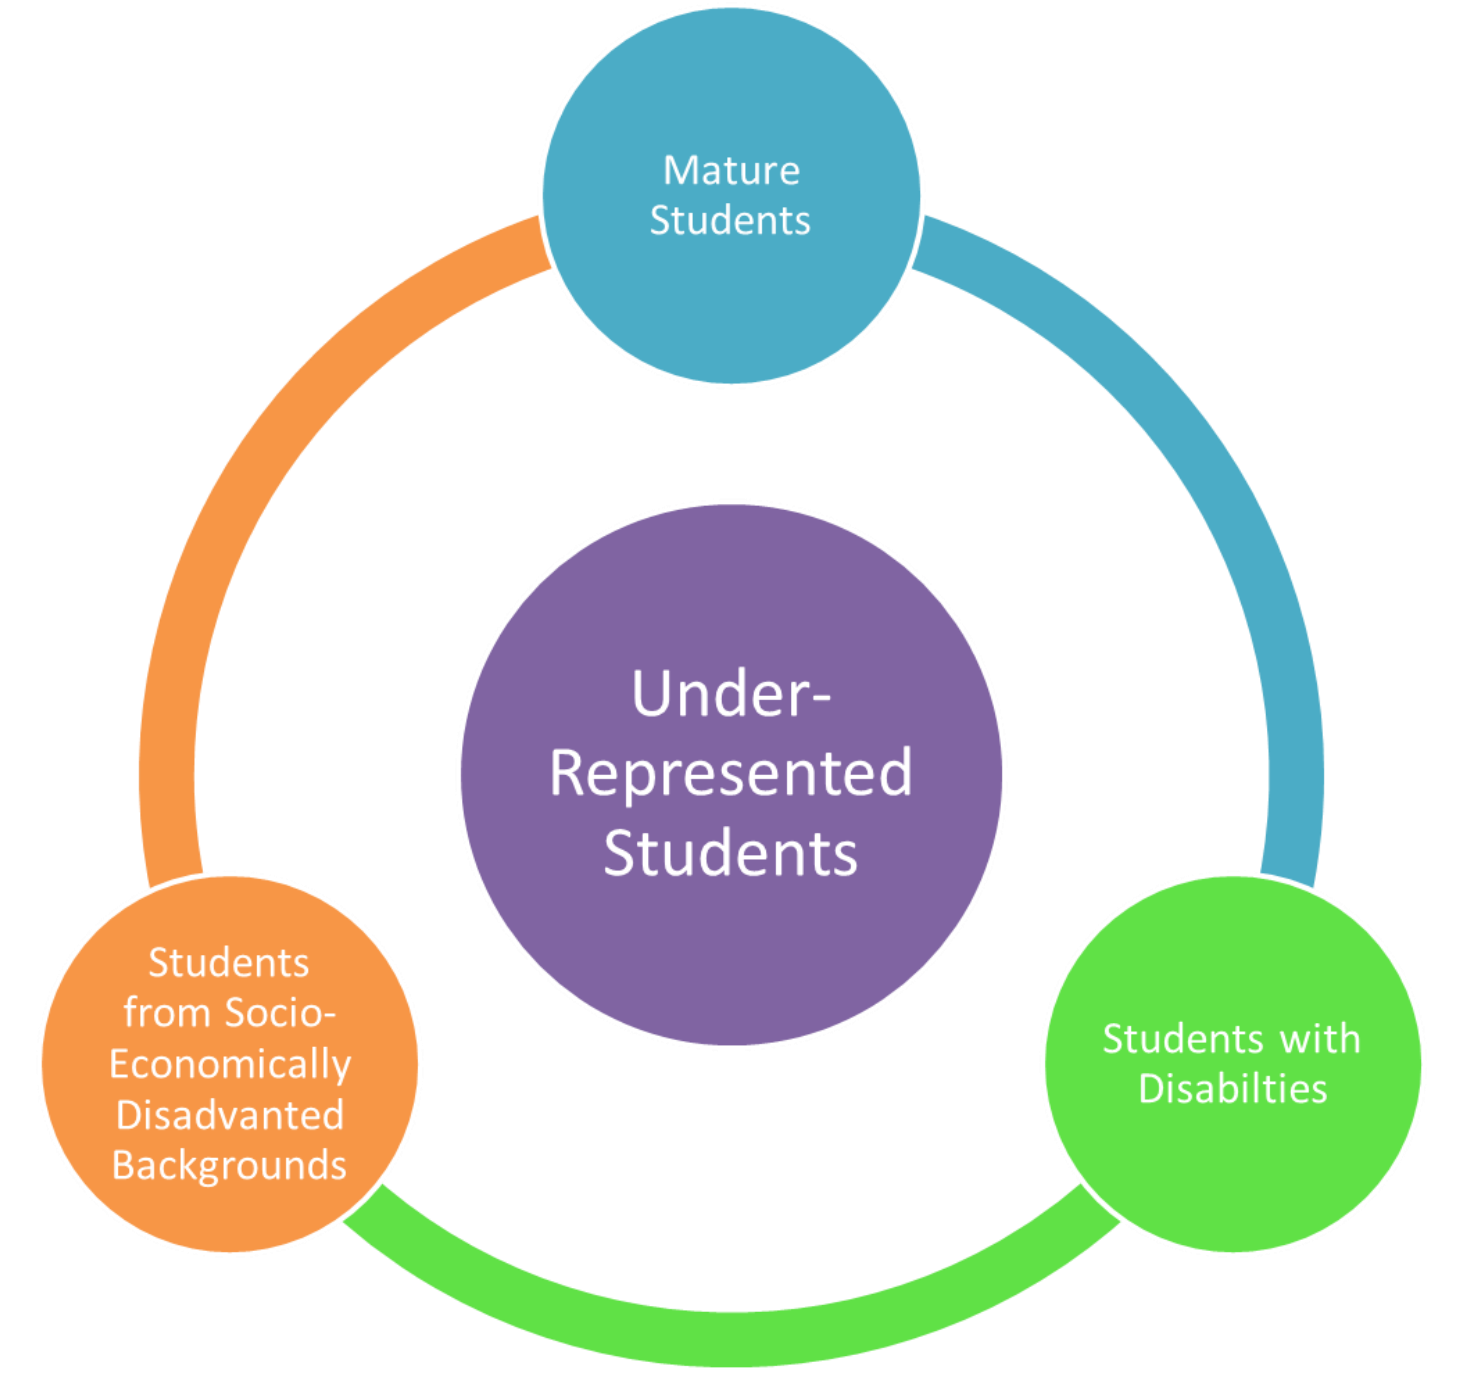 Mature
Students
Under-
Represented
Students
Students
from Socio-
Economically
Disadvanted
Backgrounds
Students with
Disabilties